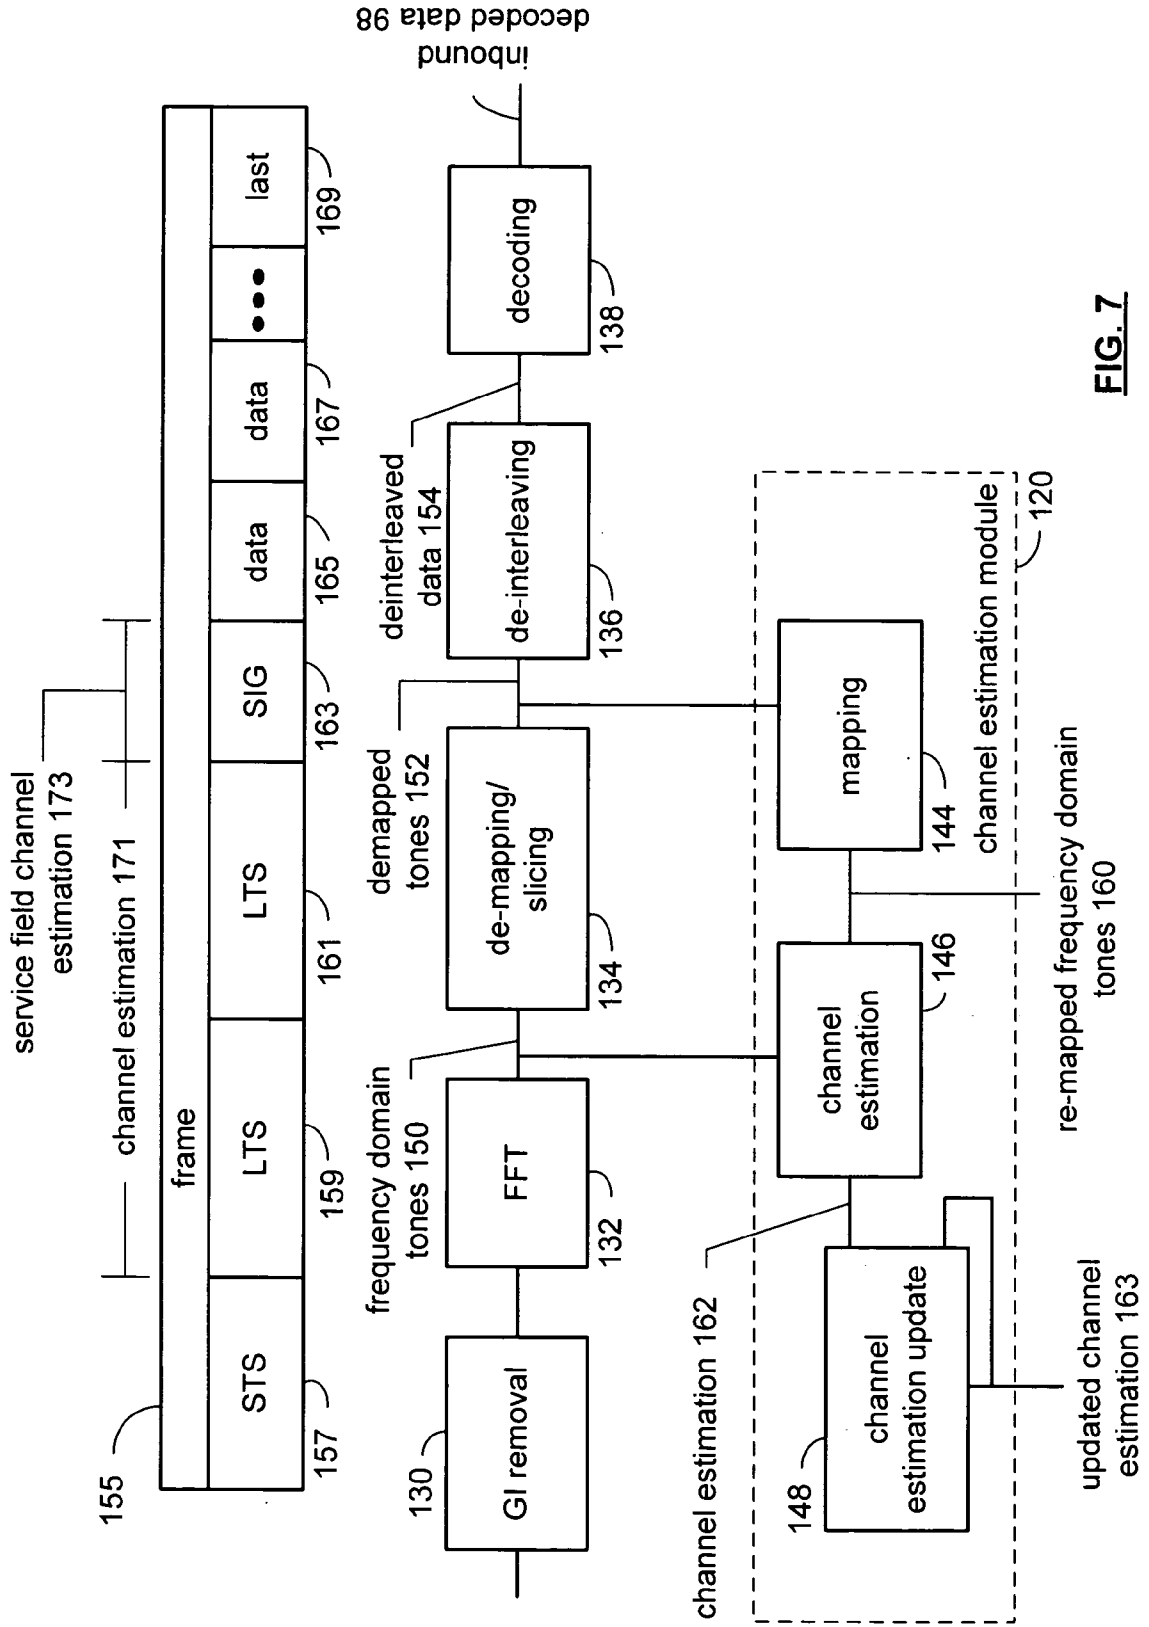 service field channel
estimation 173
channel estimation 171
155
frame
STS
LTS
LTS
SIG
data
data
•••
last
157
159
161
163
165
167
169
frequency domain
tones 150
demapped
tones 152
deinterleaved
data 154
inbound
decoded data 98
GI removal
FFT
de-mapping/
slicing
de-interleaving
decoding
130
132
134
136
138
channel estimation 162
148
channel
estimation update
channel
estimation
146
mapping
144
channel estimation module
120
updated channel
estimation 163
re-mapped frequency domain
tones 160
FIG. 7